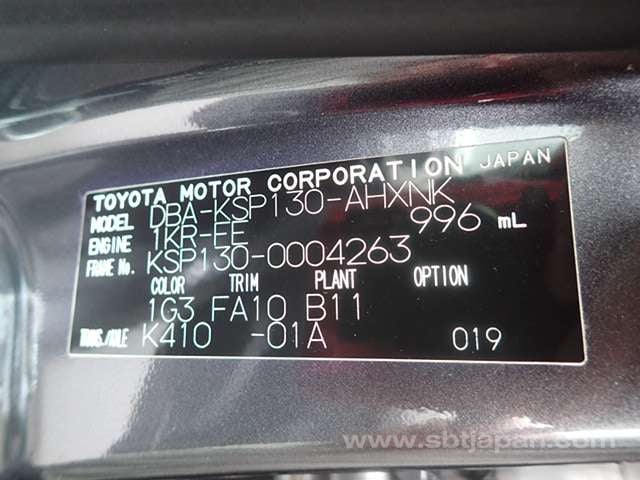 TOYOTA MOTOR CORPORATION JAPAN
MODEL DBA-KSP130-AHXNK
ENGINE 1KR-FE 996 mL
FRAME No. KSP130-0004263
COLOR TRIM PLANT OPTION
1G3 FA10 B11
TRANS./AXLE K410 -01A 019
www.sbtjapan.com